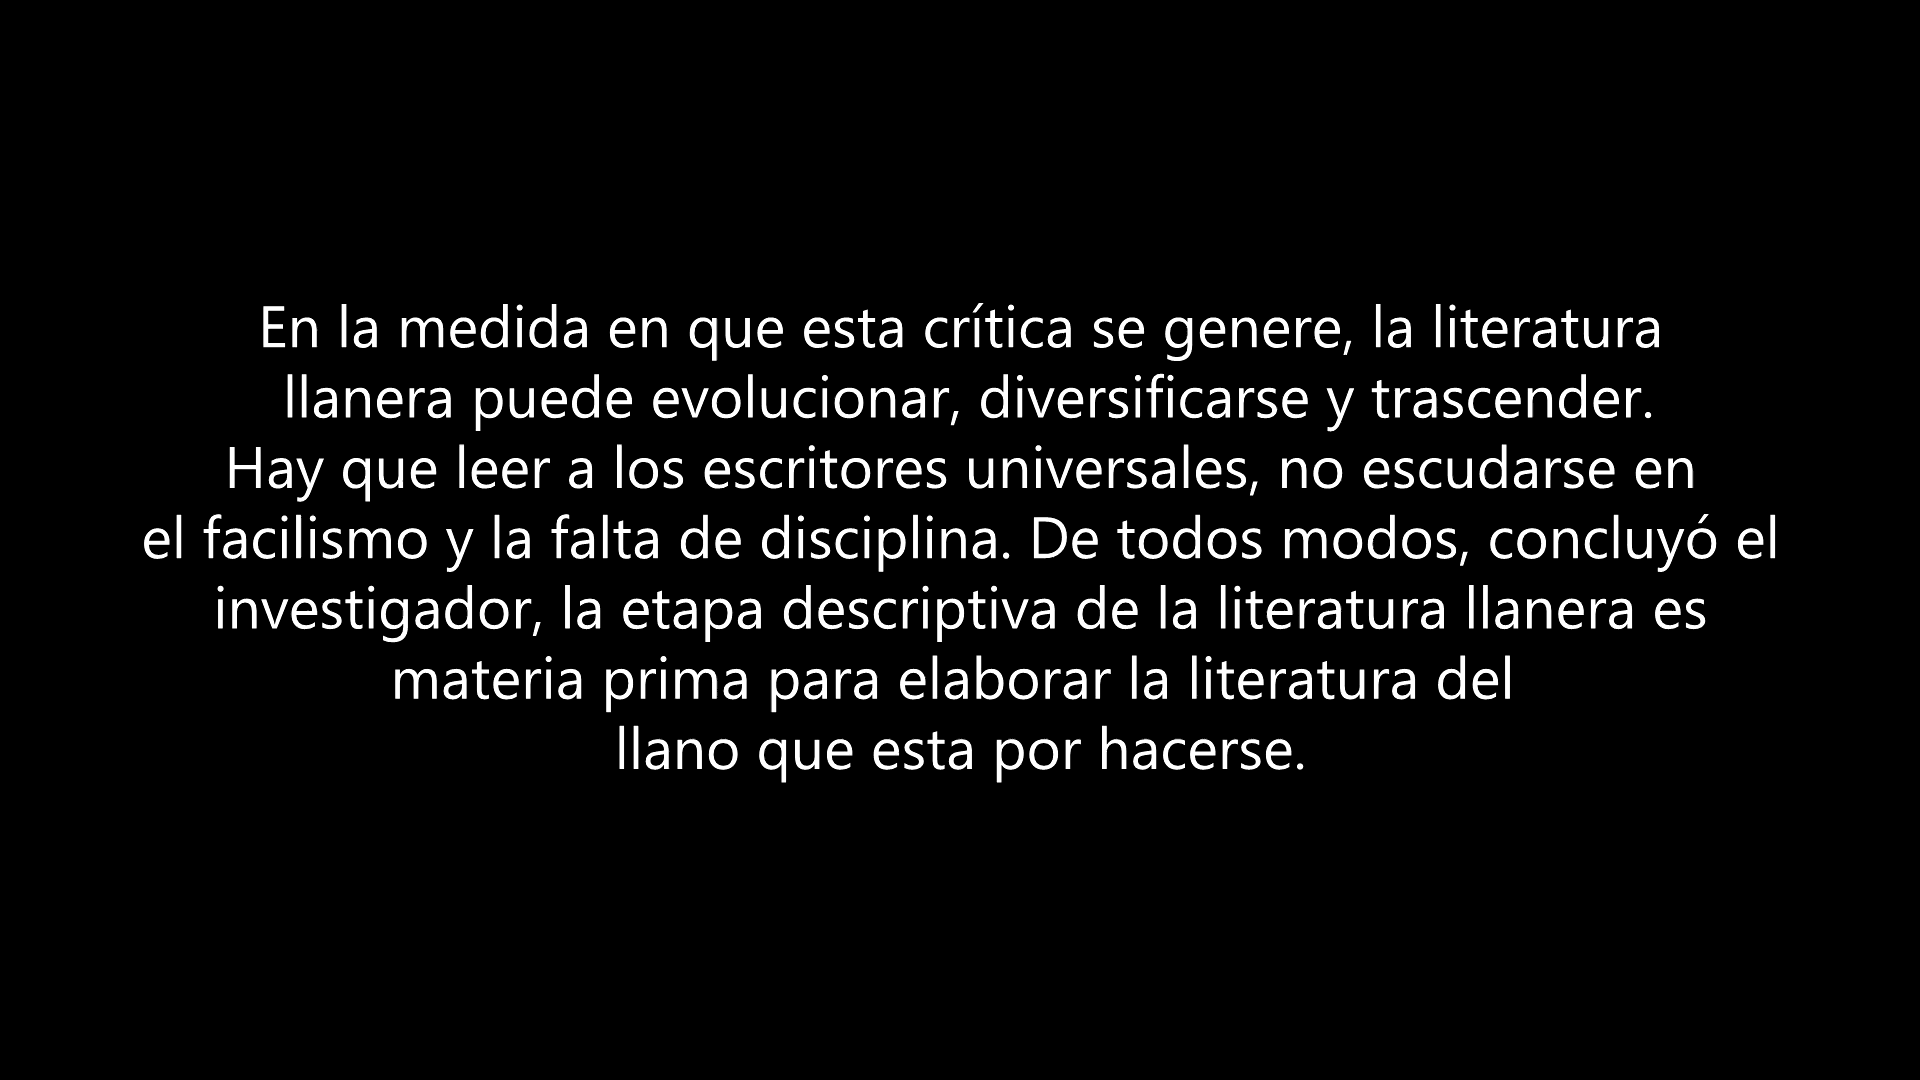 En la medida en que esta crítica se genere, la literatura
llanera puede evolucionar, diversificarse y trascender.
Hay que leer a los escritores universales, no escudarse en
el facilismo y la falta de disciplina. De todos modos, concluyó el
investigador, la etapa descriptiva de la literatura llanera es
materia prima para elaborar la literatura del
llano que esta por hacerse.